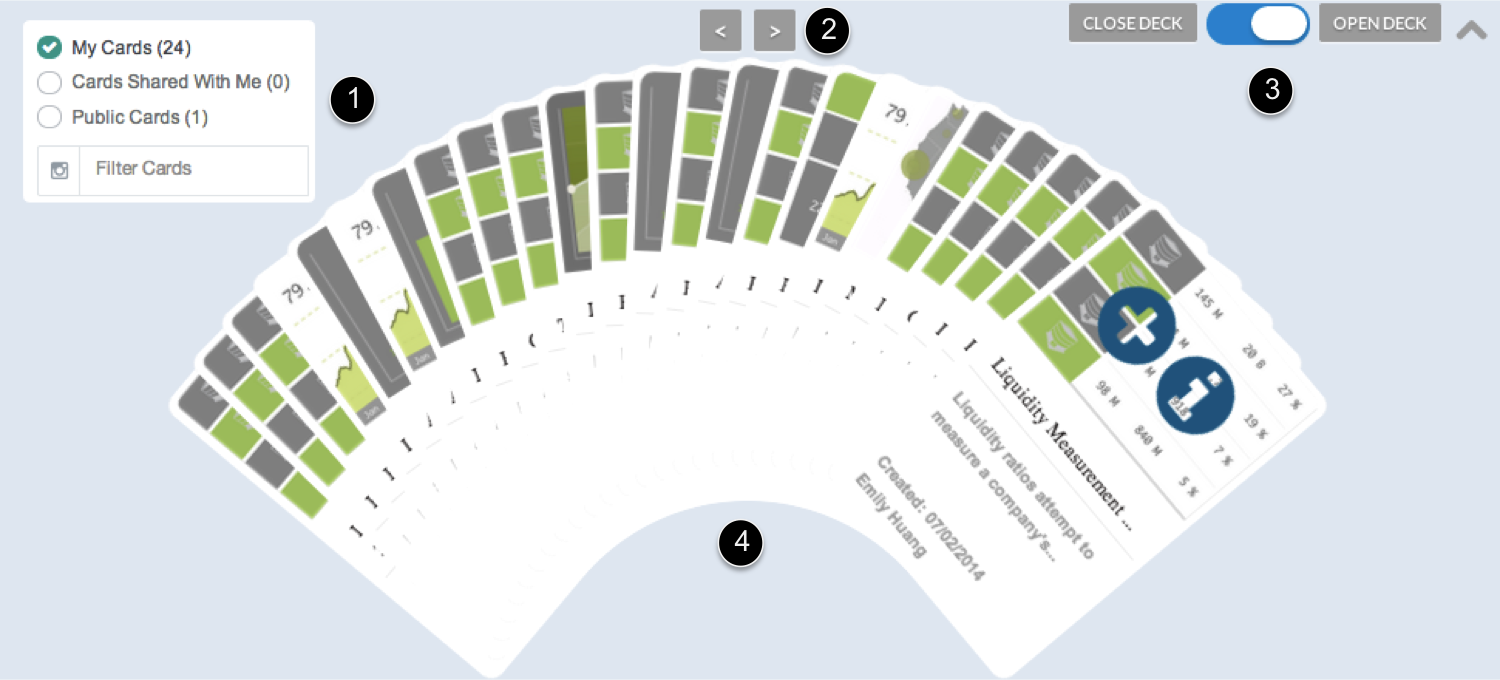 My Cards (24)
Cards Shared With Me (0)
Public Cards (1)
Filter Cards
1
<
>
2
CLOSE DECK
OPEN DECK
3
79.
Jan
79.
Jan
79.
Jan
145 M
20 B
27 %
19 %
98 M
840 M
918
7 %
5 %
Liquidity Measurement ...
Liquidity ratios attempt to
measure a company's...
Created: 07/02/2014
Emily Huang
4